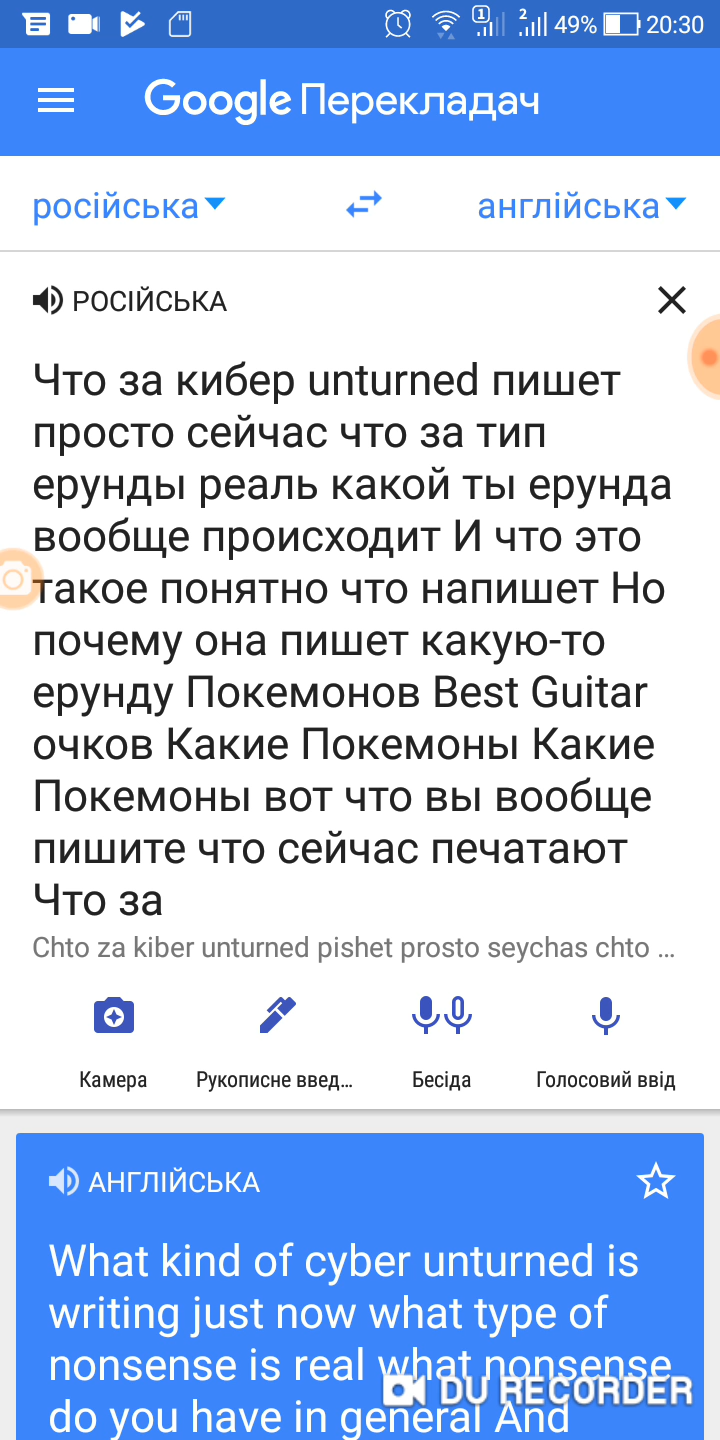 1
2
49%
20:30
Google Перекладач
російська
англійська
РОСІЙСЬКА
Что за кибер unturned пишет
просто сейчас что за тип
ерунды реаль какой ты ерунда
вообще происходит И что это
такое понятно что напишет Но
почему она пишет какую-то
ерунду Покемонов Best Guitar
очков Какие Покемоны Какие
Покемоны вот что вы вообще
пишите что сейчас печатают
Что за
Chto za kiber unturned pishet prosto seychas chto ...
Камера
Рукописне введ...
Бесіда
Голосовий ввід
АНГЛІЙСЬКА
What kind of cyber unturned is
writing just now what type of
nonsense is real what nonsense
do you have in general And
DU RECORDER